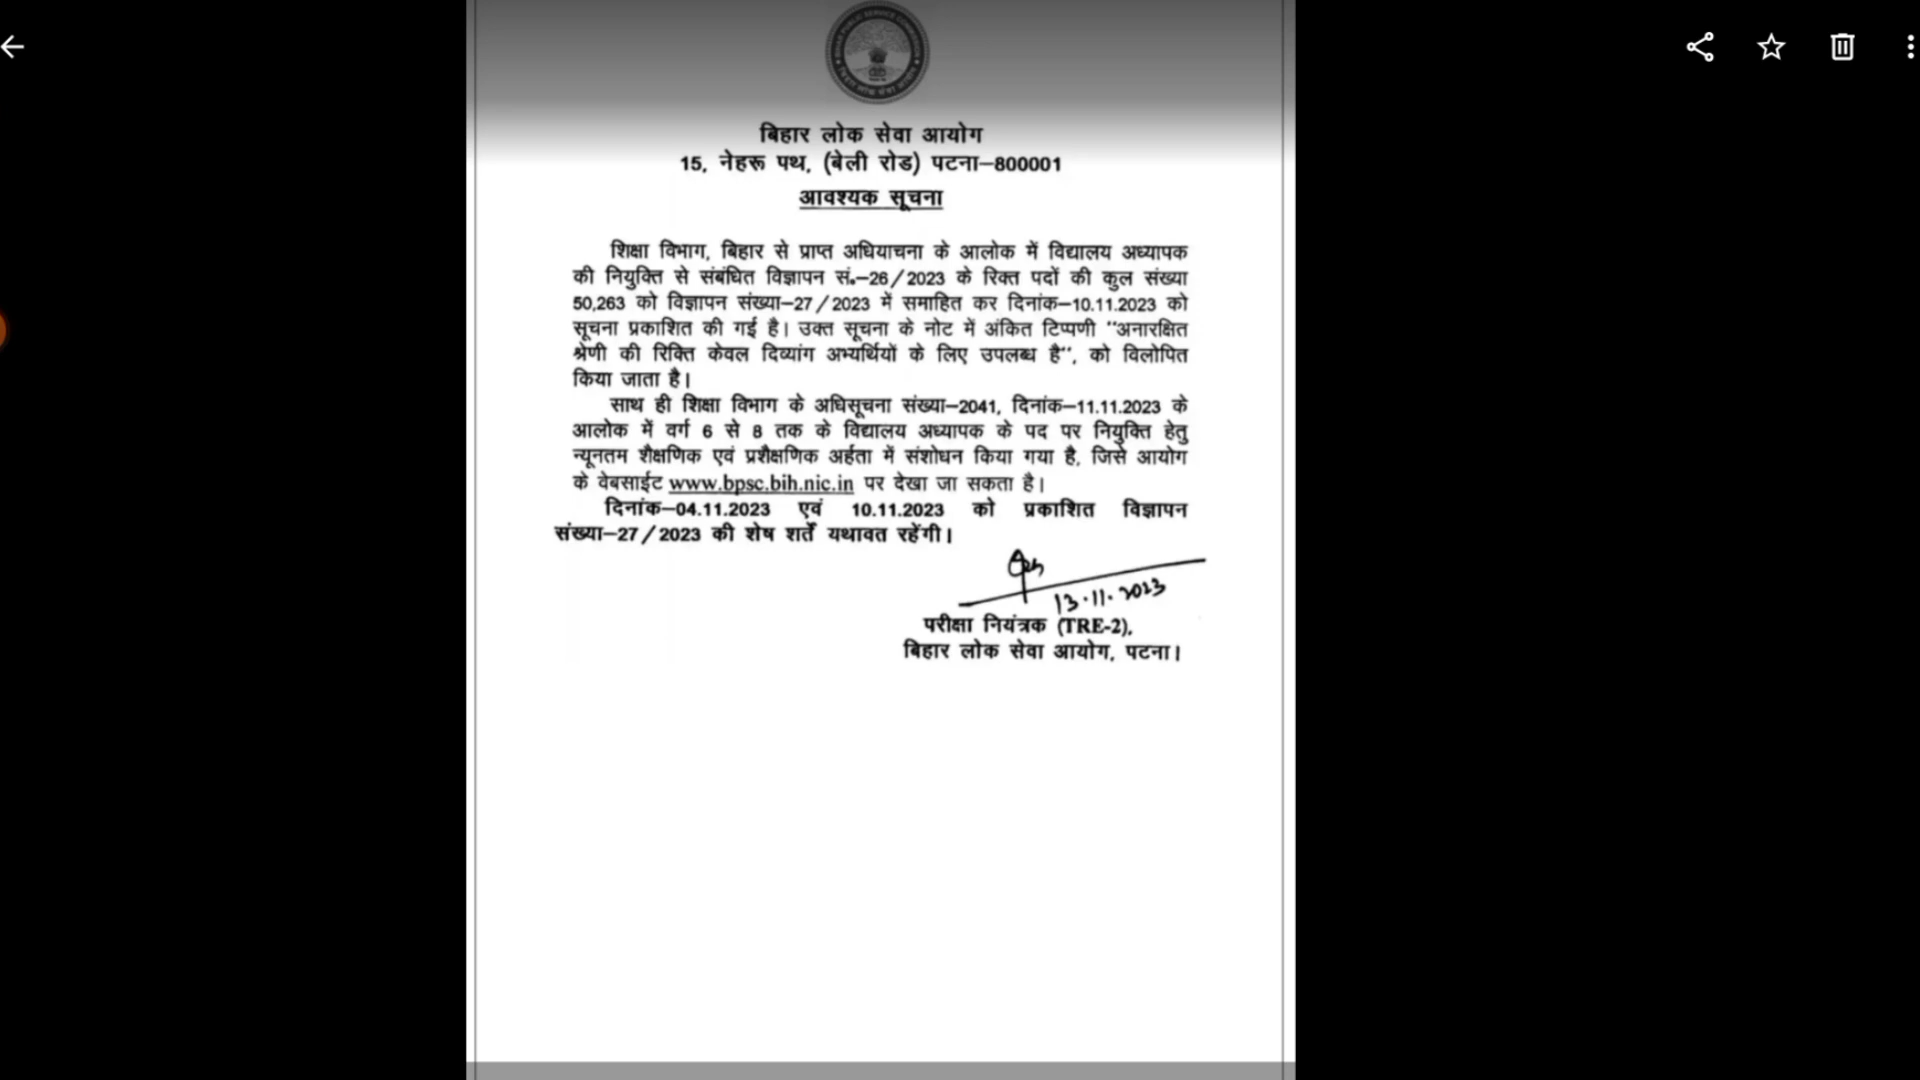 BIHAR PUBLIC SERVICE COMMISSION
बिहार लोक सेवा आयोग
बिहार लोक सेवा आयोग
15, नेहरू पथ, (बेली रोड) पटना–800001
आवश्यक सूचना
शिक्षा विभाग, बिहार से प्राप्त अधियाचना के आलोक में विद्यालय अध्यापक
की नियुक्ति से संबंधित विज्ञापन सं.–26/2023 के रिक्त पदों की कुल संख्या
50,263 को विज्ञापन संख्या–27/2023 में समाहित कर दिनांक–10.11.2023 को
सूचना प्रकाशित की गई है। उक्त सूचना के नोट में अंकित टिप्पणी "अनारक्षित
श्रेणी की रिक्ति केवल दिव्यांग अभ्यर्थियों के लिए उपलब्ध है", को विलोपित
किया जाता है।
साथ ही शिक्षा विभाग के अधिसूचना संख्या–2041, दिनांक–11.11.2023 के
आलोक में वर्ग 6 से 8 तक के विद्यालय अध्यापक के पद पर नियुक्ति हेतु
न्यूनतम शैक्षणिक एवं प्रशैक्षणिक अर्हता में संशोधन किया गया है, जिसे आयोग
के वेबसाईट www.bpsc.bih.nic.in पर देखा जा सकता है।
दिनांक–04.11.2023 एवं 10.11.2023 को प्रकाशित विज्ञापन
संख्या–27/2023 की शेष शर्तें यथावत रहेंगी।
13.11.2023
परीक्षा नियंत्रक (TRE-2),
बिहार लोक सेवा आयोग, पटना।